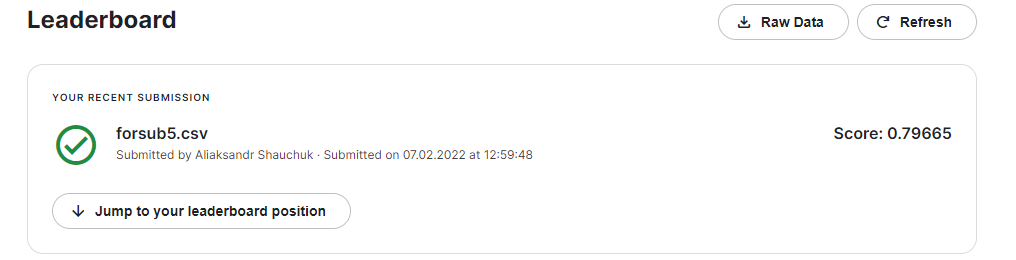 Leaderboard
Raw Data
Refresh
YOUR RECENT SUBMISSION
forsub5.csv
Score: 0.79665
Submitted by Aliaksandr Shauchuk · Submitted on 07.02.2022 at 12:59:48
Jump to your leaderboard position